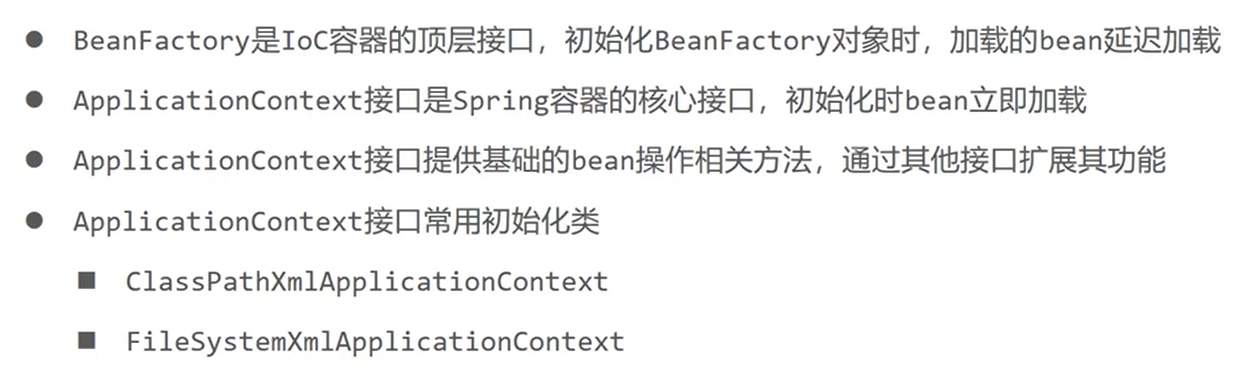 ● BeanFactory是IoC容器的顶层接口，初始化BeanFactory对象时，加载的bean延迟加载
● ApplicationContext接口是Spring容器的核心接口，初始化时bean立即加载
● ApplicationContext接口提供基础的bean操作相关方法，通过其他接口扩展其功能
● ApplicationContext接口常用初始化类
■ ClassPathXmlApplicationContext
■ FileSystemXmlApplicationContext